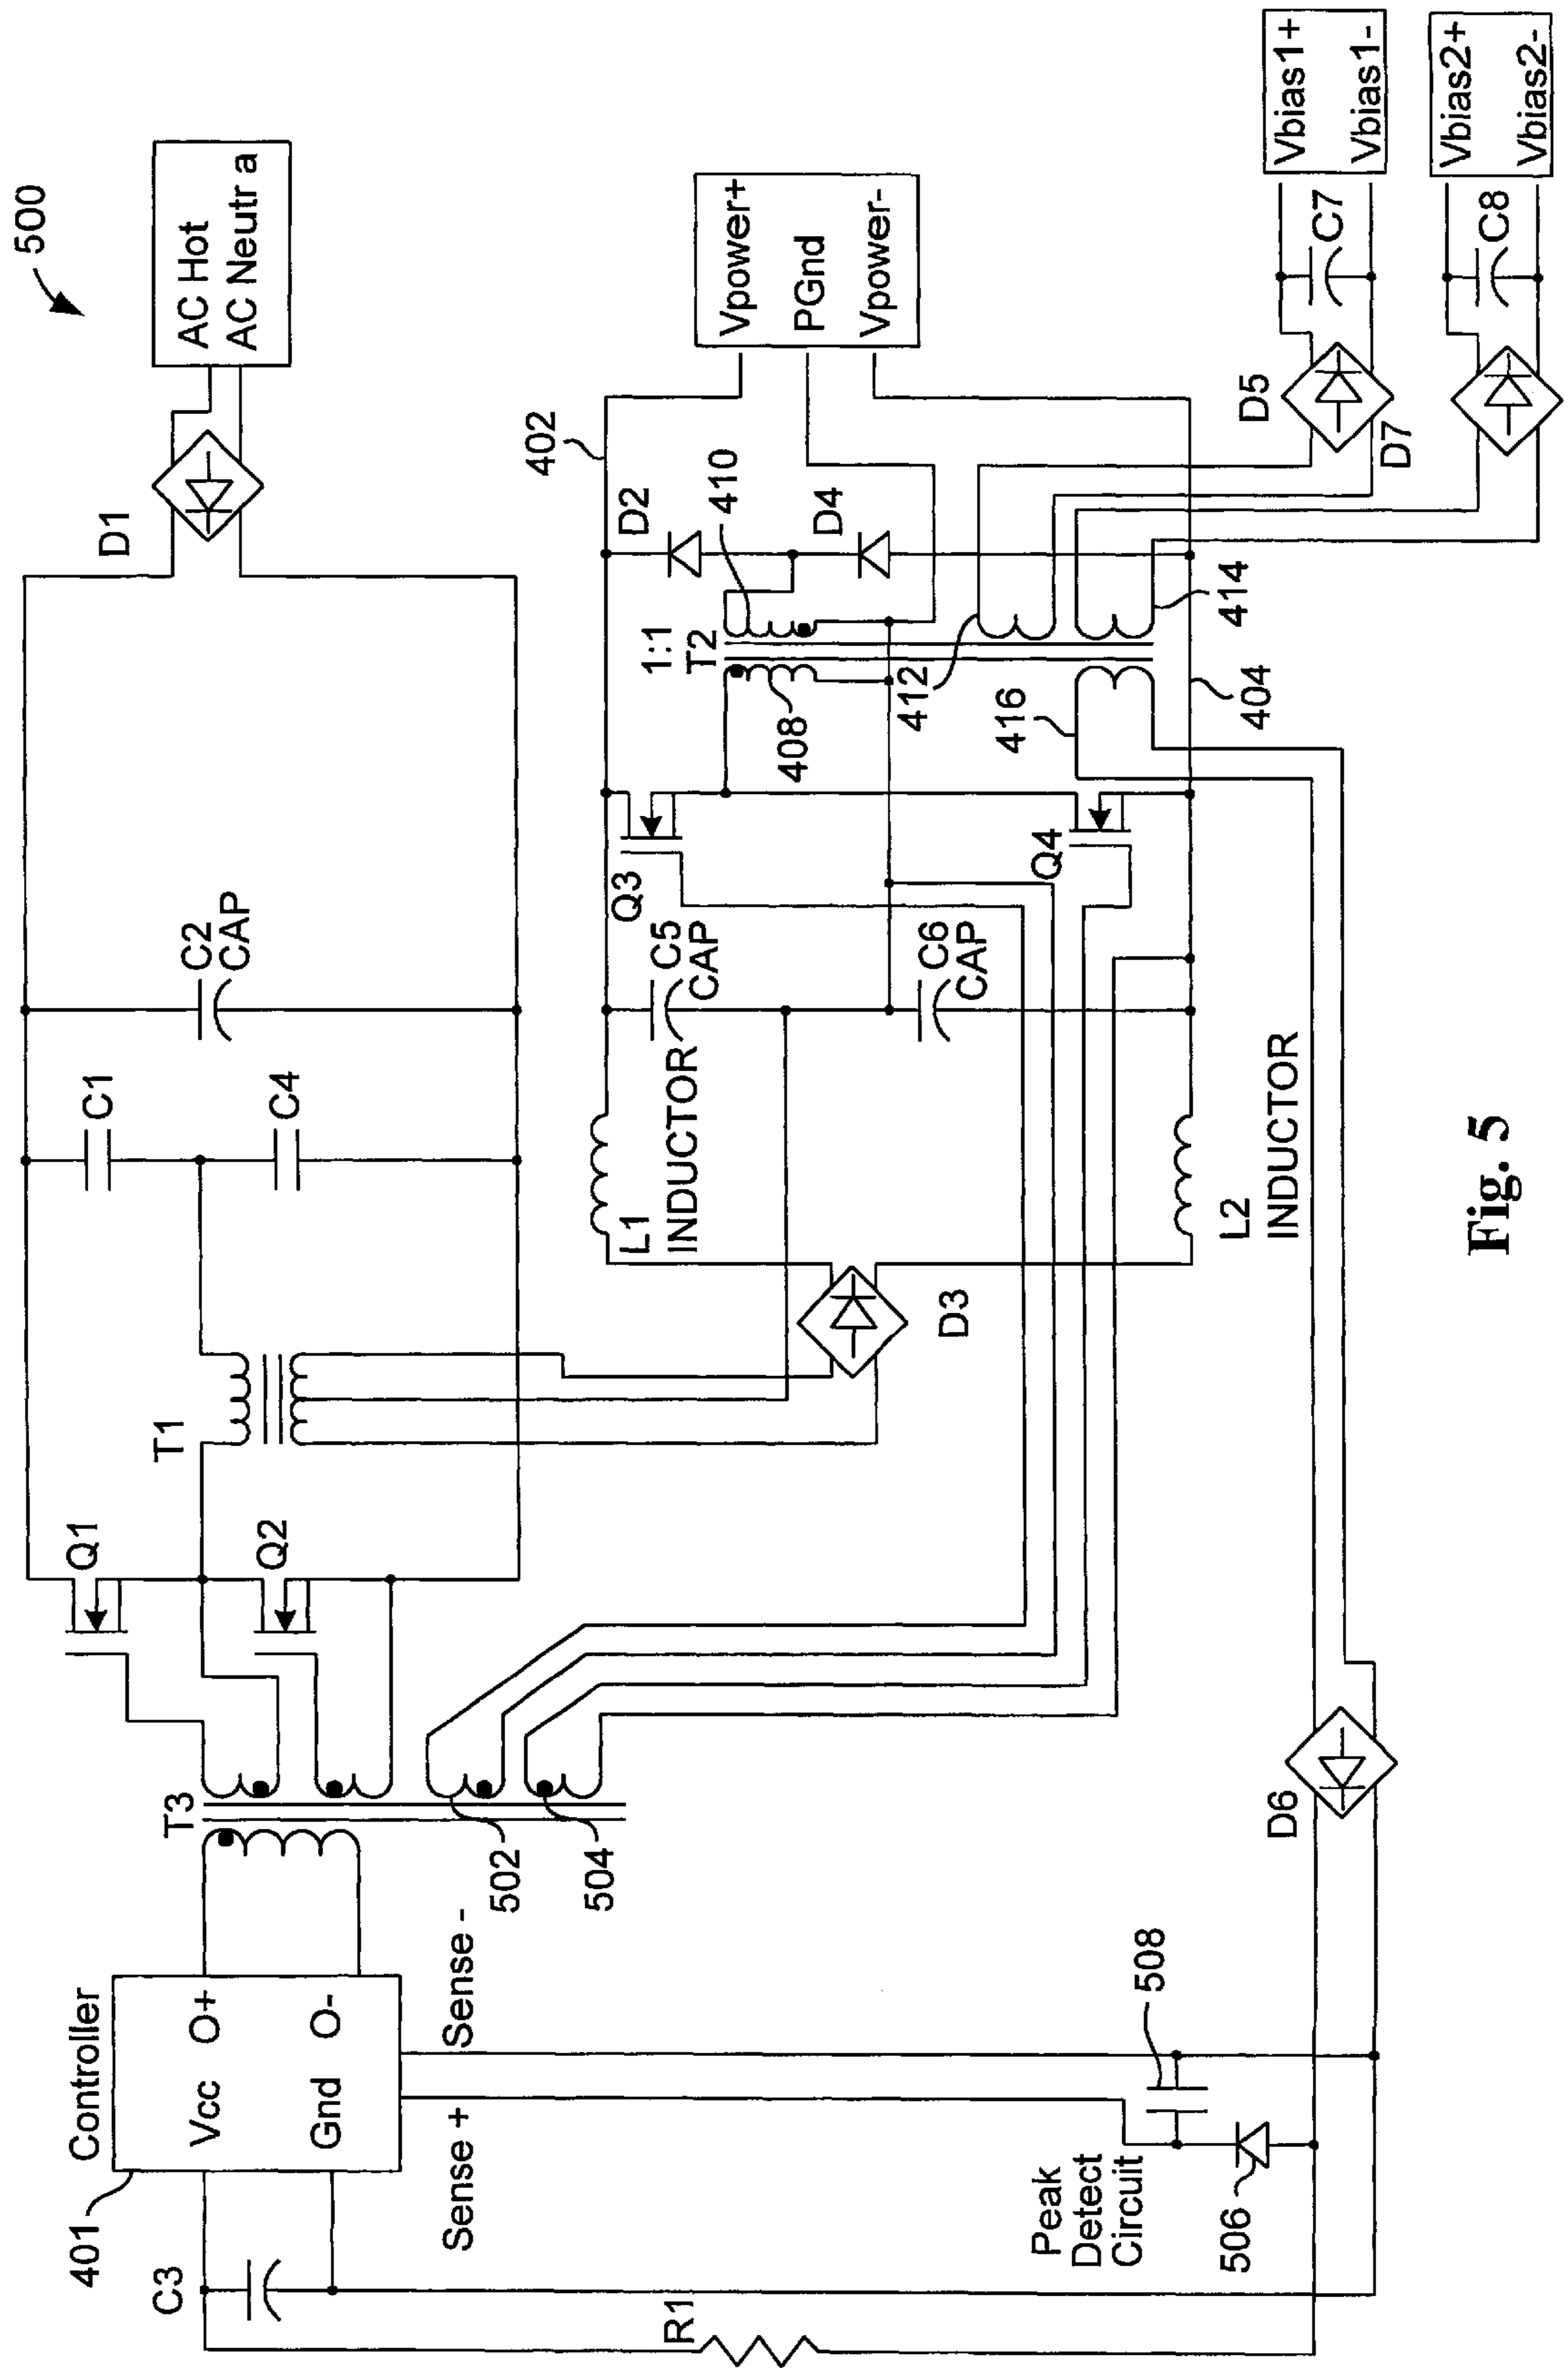 500
AC Hot
AC Neutr a
D1
C2
CAP
C1
C4
T1
Q1
Q2
T3
Controller
Vcc
O+
Gnd
O-
401
C3
Sense +
Sense -
502
504
R1
Peak
Detect
Circuit
506
508
D6
D3
L1
INDUCTOR
L2
INDUCTOR
C5
CAP
C6
CAP
Q3
Q4
408
1:1
T2
410
412
414
416
404
402
D2
D4
Vpower+
PGnd
Vpower-
D5
D7
C7
C8
Vbias1+
Vbias1-
Vbias2+
Vbias2-
Fig. 5